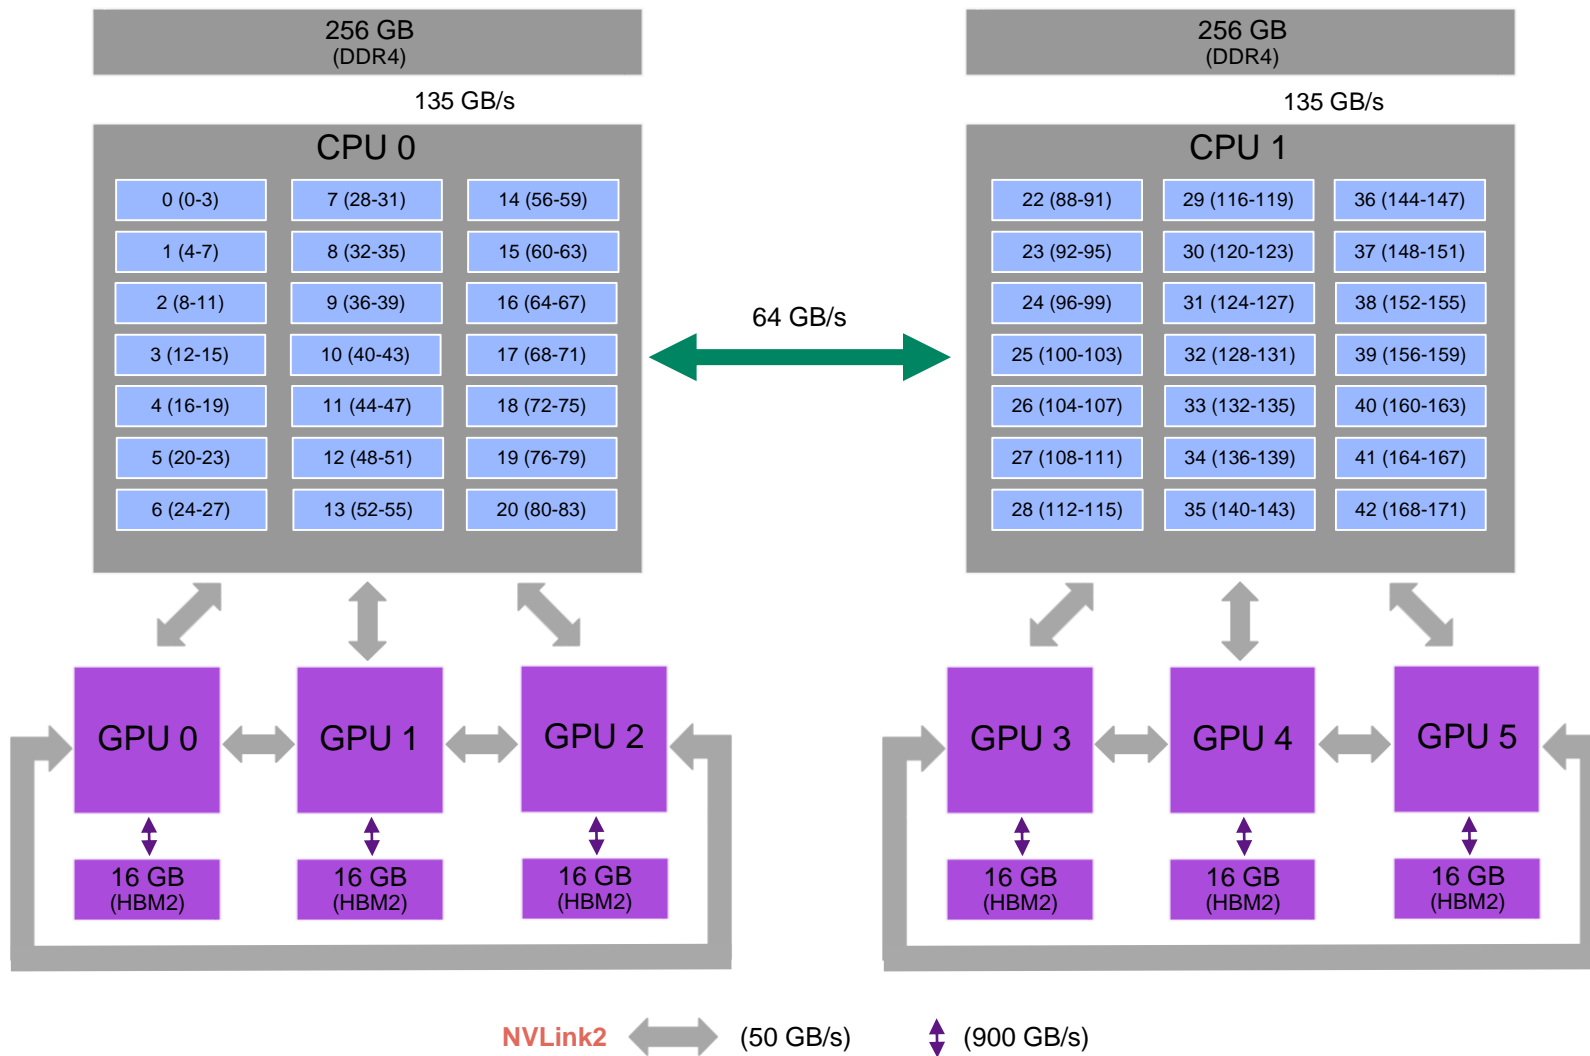 256 GB
(DDR4)
135 GB/s
CPU 0
0 (0-3)
7 (28-31)
14 (56-59)
1 (4-7)
8 (32-35)
15 (60-63)
2 (8-11)
9 (36-39)
16 (64-67)
3 (12-15)
10 (40-43)
17 (68-71)
4 (16-19)
11 (44-47)
18 (72-75)
5 (20-23)
12 (48-51)
19 (76-79)
6 (24-27)
13 (52-55)
20 (80-83)
64 GB/s
256 GB
(DDR4)
135 GB/s
CPU 1
22 (88-91)
29 (116-119)
36 (144-147)
23 (92-95)
30 (120-123)
37 (148-151)
24 (96-99)
31 (124-127)
38 (152-155)
25 (100-103)
32 (128-131)
39 (156-159)
26 (104-107)
33 (132-135)
40 (160-163)
27 (108-111)
34 (136-139)
41 (164-167)
28 (112-115)
35 (140-143)
42 (168-171)
GPU 0
GPU 1
GPU 2
16 GB
(HBM2)
16 GB
(HBM2)
16 GB
(HBM2)
GPU 3
GPU 4
GPU 5
16 GB
(HBM2)
16 GB
(HBM2)
16 GB
(HBM2)
NVLink2
(50 GB/s)
(900 GB/s)